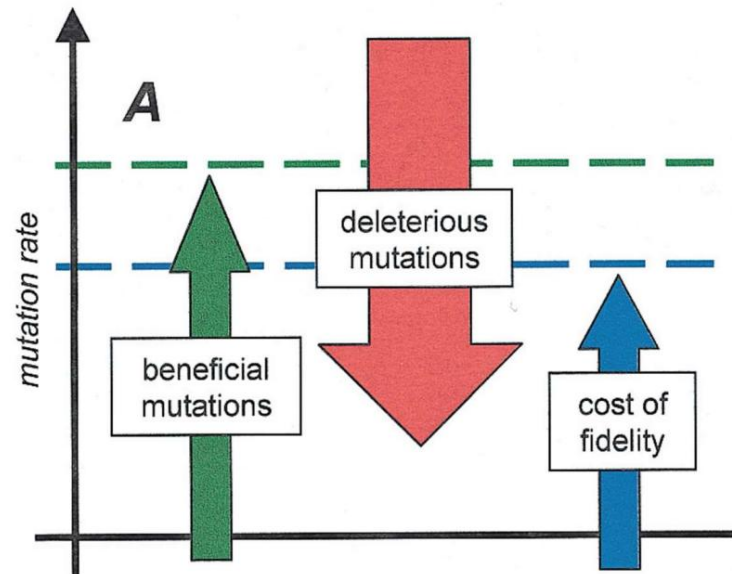 A
mutation rate
deleterious
mutations
beneficial
mutations
cost of
fidelity